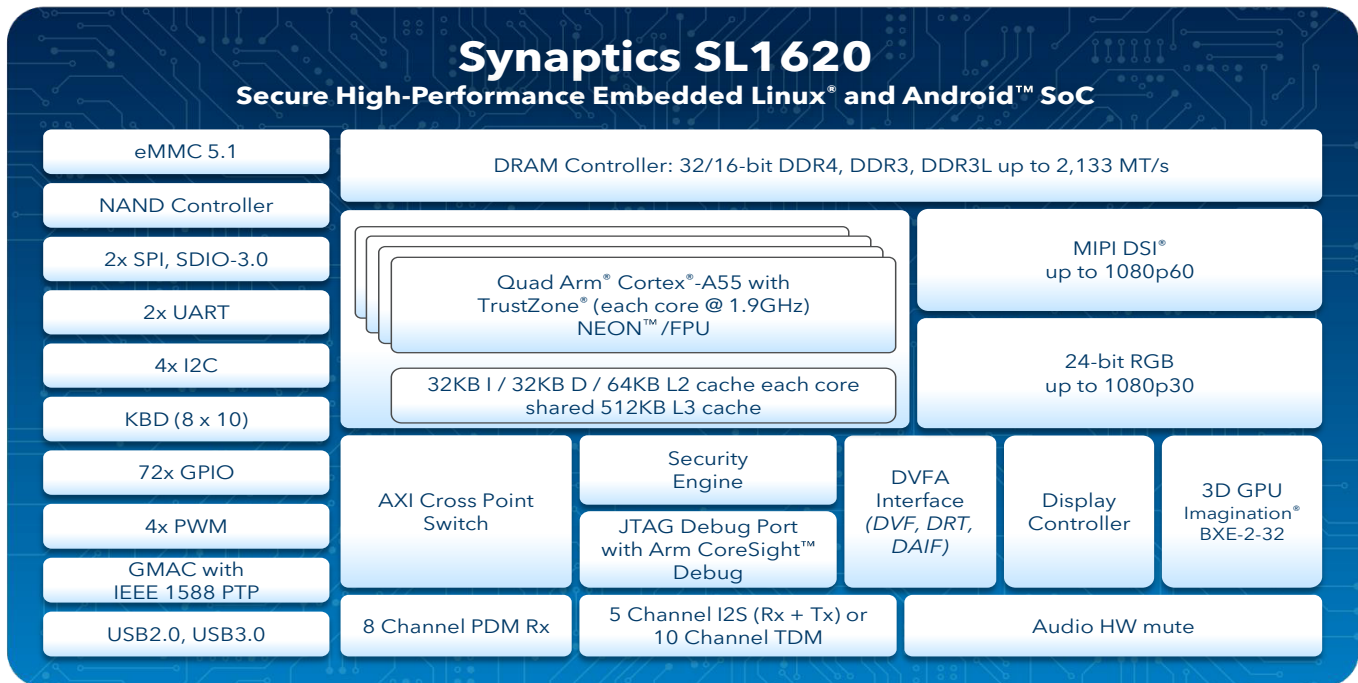 Synaptics SL1620
Secure High-Performance Embedded Linux® and Android™ SoC
eMMC 5.1
NAND Controller
2x SPI, SDIO-3.0
2x UART
4x I2C
KBD (8 x 10)
72x GPIO
4x PWM
GMAC with
IEEE 1588 PTP
USB2.0, USB3.0
DRAM Controller: 32/16-bit DDR4, DDR3, DDR3L up to 2,133 MT/s
Quad Arm® Cortex®-A55 with
TrustZone® (each core @ 1.9GHz)
NEON™/FPU
32KB I / 32KB D / 64KB L2 cache each core
shared 512KB L3 cache
MIPI DSI®
up to 1080p60
24-bit RGB
up to 1080p30
AXI Cross Point
Switch
Security
Engine
JTAG Debug Port
with Arm CoreSight™
Debug
DVFA
Interface
(DVF, DRT,
DAIF)
Display
Controller
3D GPU
Imagination®
BXE-2-32
8 Channel PDM Rx
5 Channel I2S (Rx + Tx) or
10 Channel TDM
Audio HW mute